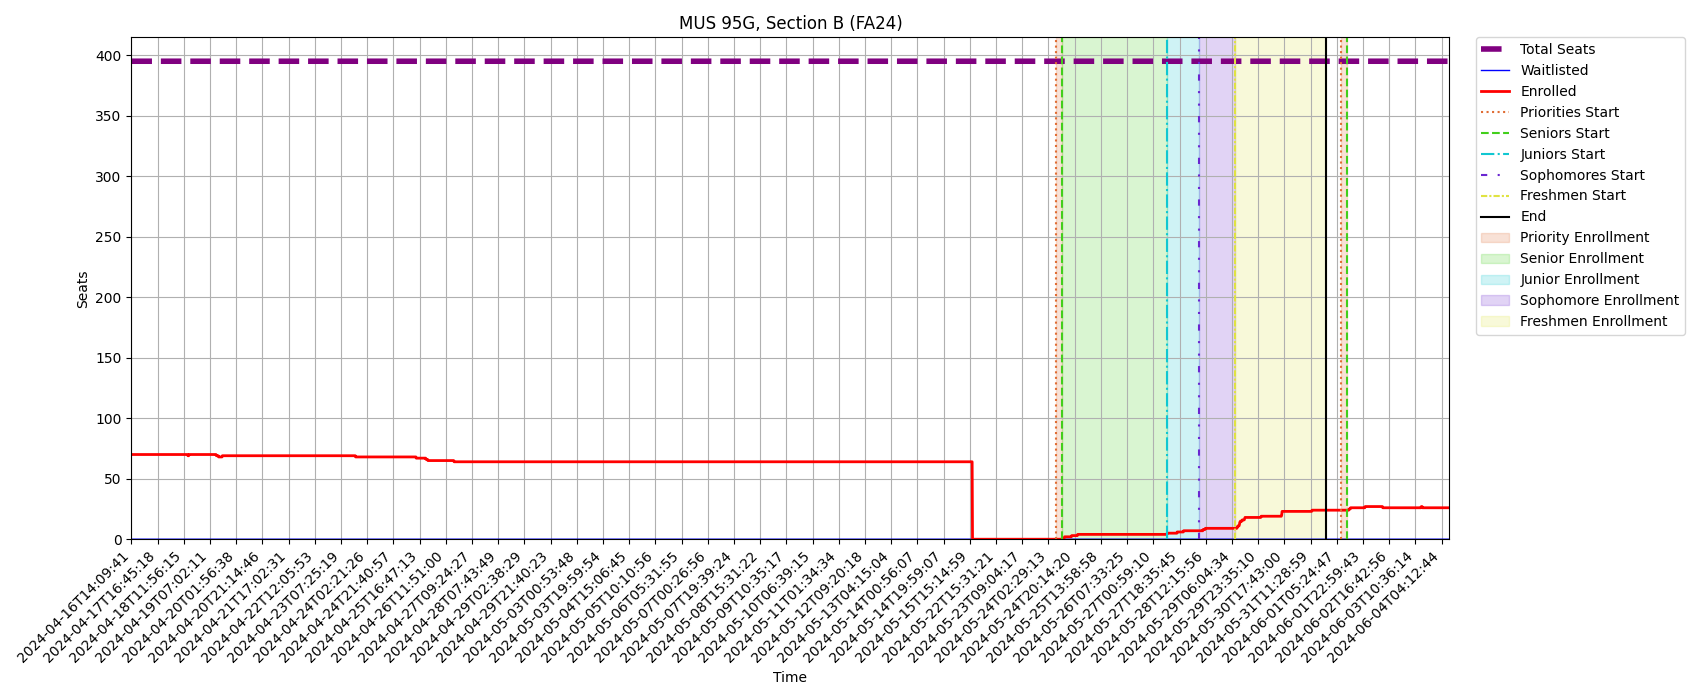 MUS 95G, Section B (FA24)
400
350
300
250
200
150
100
50
0
Seats
2024-04-16T14:09:41
2024-04-17T16:45:18
2024-04-18T11:56:15
2024-04-19T07:02:11
2024-04-20T01:56:38
2024-04-20T21:14:46
2024-04-21T17:02:31
2024-04-22T12:05:53
2024-04-23T07:25:19
2024-04-24T02:21:26
2024-04-24T21:40:57
2024-04-25T16:47:13
2024-04-26T11:51:00
2024-04-27T09:24:27
2024-04-28T07:43:49
2024-04-29T02:38:29
2024-04-29T21:40:23
2024-05-03T00:53:48
2024-05-03T19:59:54
2024-05-04T15:06:45
2024-05-05T10:10:56
2024-05-06T05:31:55
2024-05-07T00:26:56
2024-05-07T19:39:24
2024-05-08T15:31:22
2024-05-09T10:35:17
2024-05-10T06:39:15
2024-05-11T01:34:34
2024-05-12T09:20:18
2024-05-13T04:15:04
2024-05-14T00:56:07
2024-05-14T19:59:07
2024-05-15T15:14:59
2024-05-22T15:31:21
2024-05-23T09:04:17
2024-05-24T02:29:13
2024-05-24T20:14:20
2024-05-25T13:58:58
2024-05-26T07:33:25
2024-05-27T00:59:10
2024-05-27T18:35:45
2024-05-28T12:15:56
2024-05-29T06:04:34
2024-05-29T23:35:10
2024-05-30T17:43:00
2024-05-31T11:28:59
2024-06-01T05:24:47
2024-06-01T22:59:43
2024-06-02T16:42:56
2024-06-03T10:36:14
2024-06-04T04:12:44
Time
Total Seats
Waitlisted
Enrolled
Priorities Start
Seniors Start
Juniors Start
Sophomores Start
Freshmen Start
End
Priority Enrollment
Senior Enrollment
Junior Enrollment
Sophomore Enrollment
Freshmen Enrollment